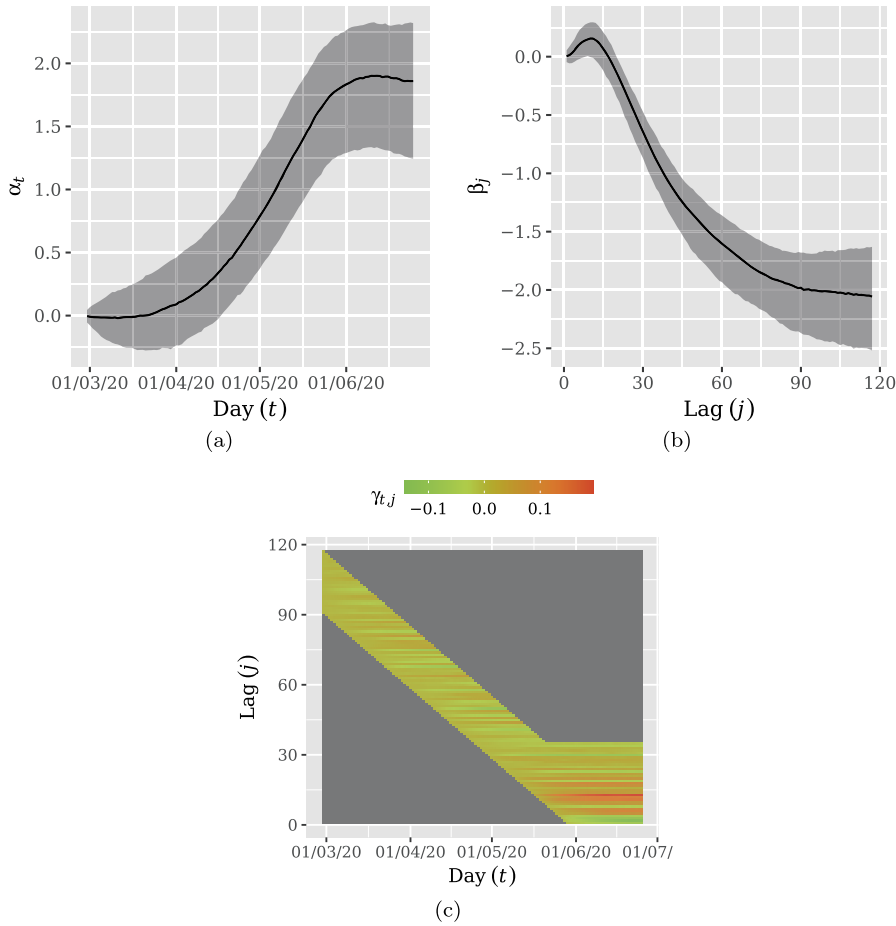 2.0
1.5
1.0
0.5
0.0
αt
01/03/20 01/04/20 01/05/20 01/06/20
Day (t)
(a)
0.0
−0.5
−1.0
−1.5
−2.0
−2.5
βj
0 30 60 90 120
Lag (j)
(b)
γt,j
−0.1 0.0 0.1
120
90
60
30
0
Lag (j)
01/03/20 01/04/20 01/05/20 01/06/20 01/07/
Day (t)
(c)